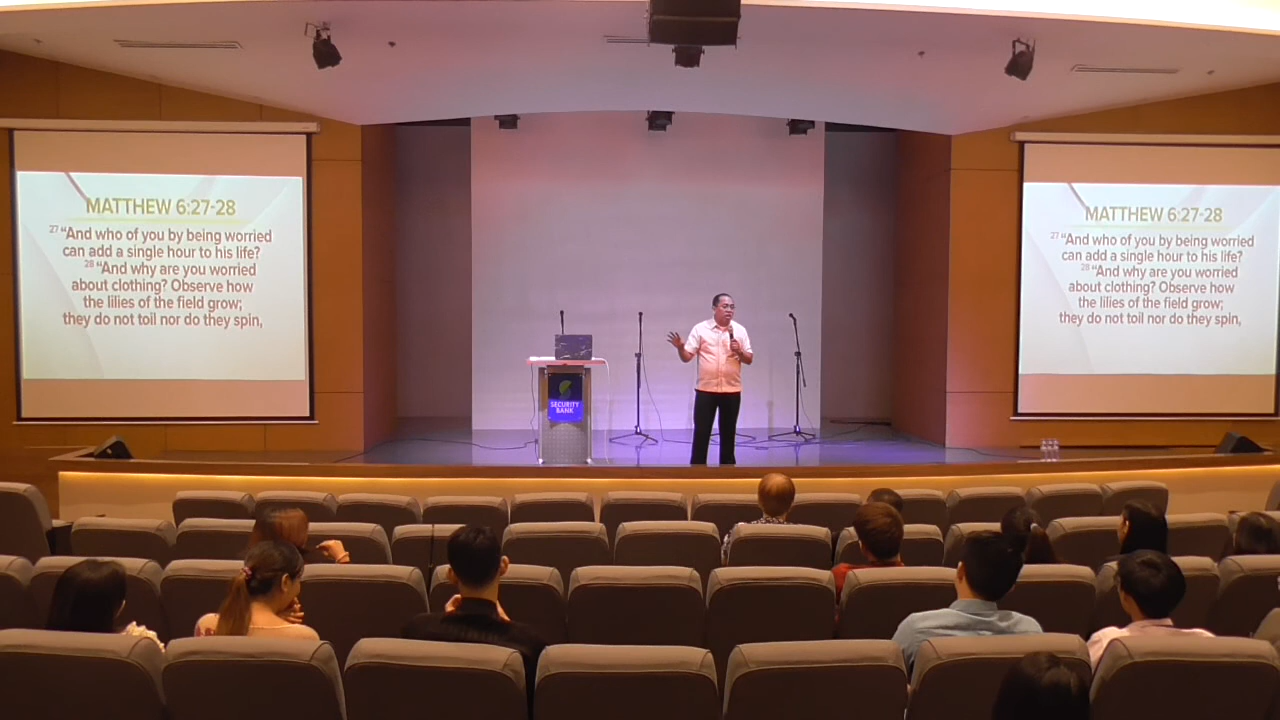 MATTHEW 6:27-28
27 “And who of you by being worried
can add a single hour to his life?
28 “And why are you worried
about clothing? Observe how
the lilies of the field grow;
they do not toil nor do they spin,
SECURITY
BANK
MATTHEW 6:27-28
27 “And who of you by being worried
can add a single hour to his life?
28 “And why are you worried
about clothing? Observe how
the lilies of the field grow;
they do not toil nor do they spin,